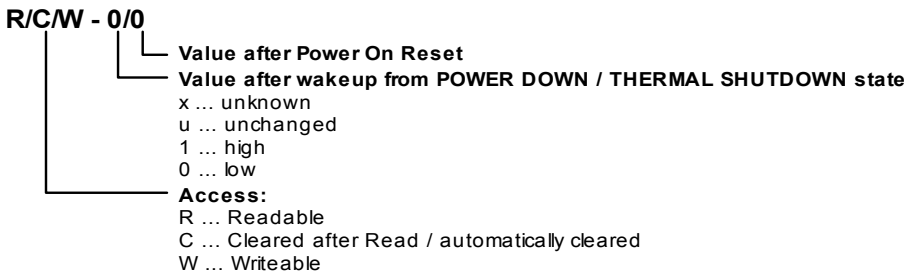 R/C/W - 0/0
Value after Power On Reset
Value after wakeup from POWER DOWN / THERMAL SHUTDOWN state
x ... unknown
u ... unchanged
1 ... high
0 ... low
Access:
R ... Readable
C ... Cleared after Read / automatically cleared
W ... Writeable